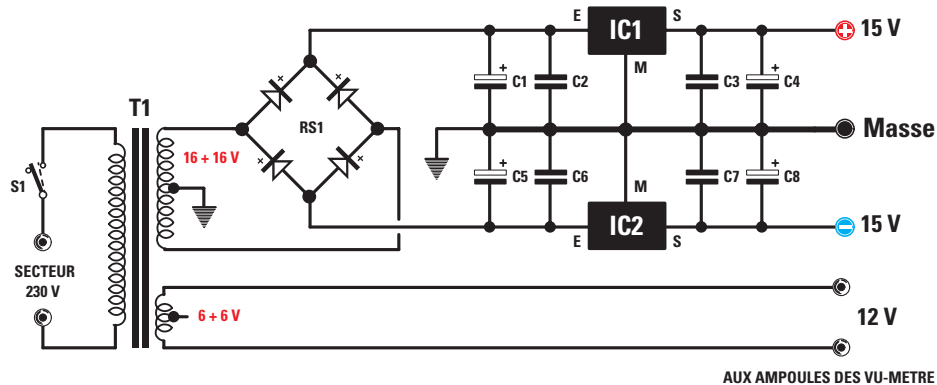 E
IC1
S
15 V
+
C1
C2
M
C3
+
C4
T1
RS1
Masse
16 + 16 V
S1
+
C5
C6
M
C7
+
C8
E
IC2
S
15 V
SECTEUR
230 V
6 + 6 V
12 V
AUX AMPOULES DES VU-METRE